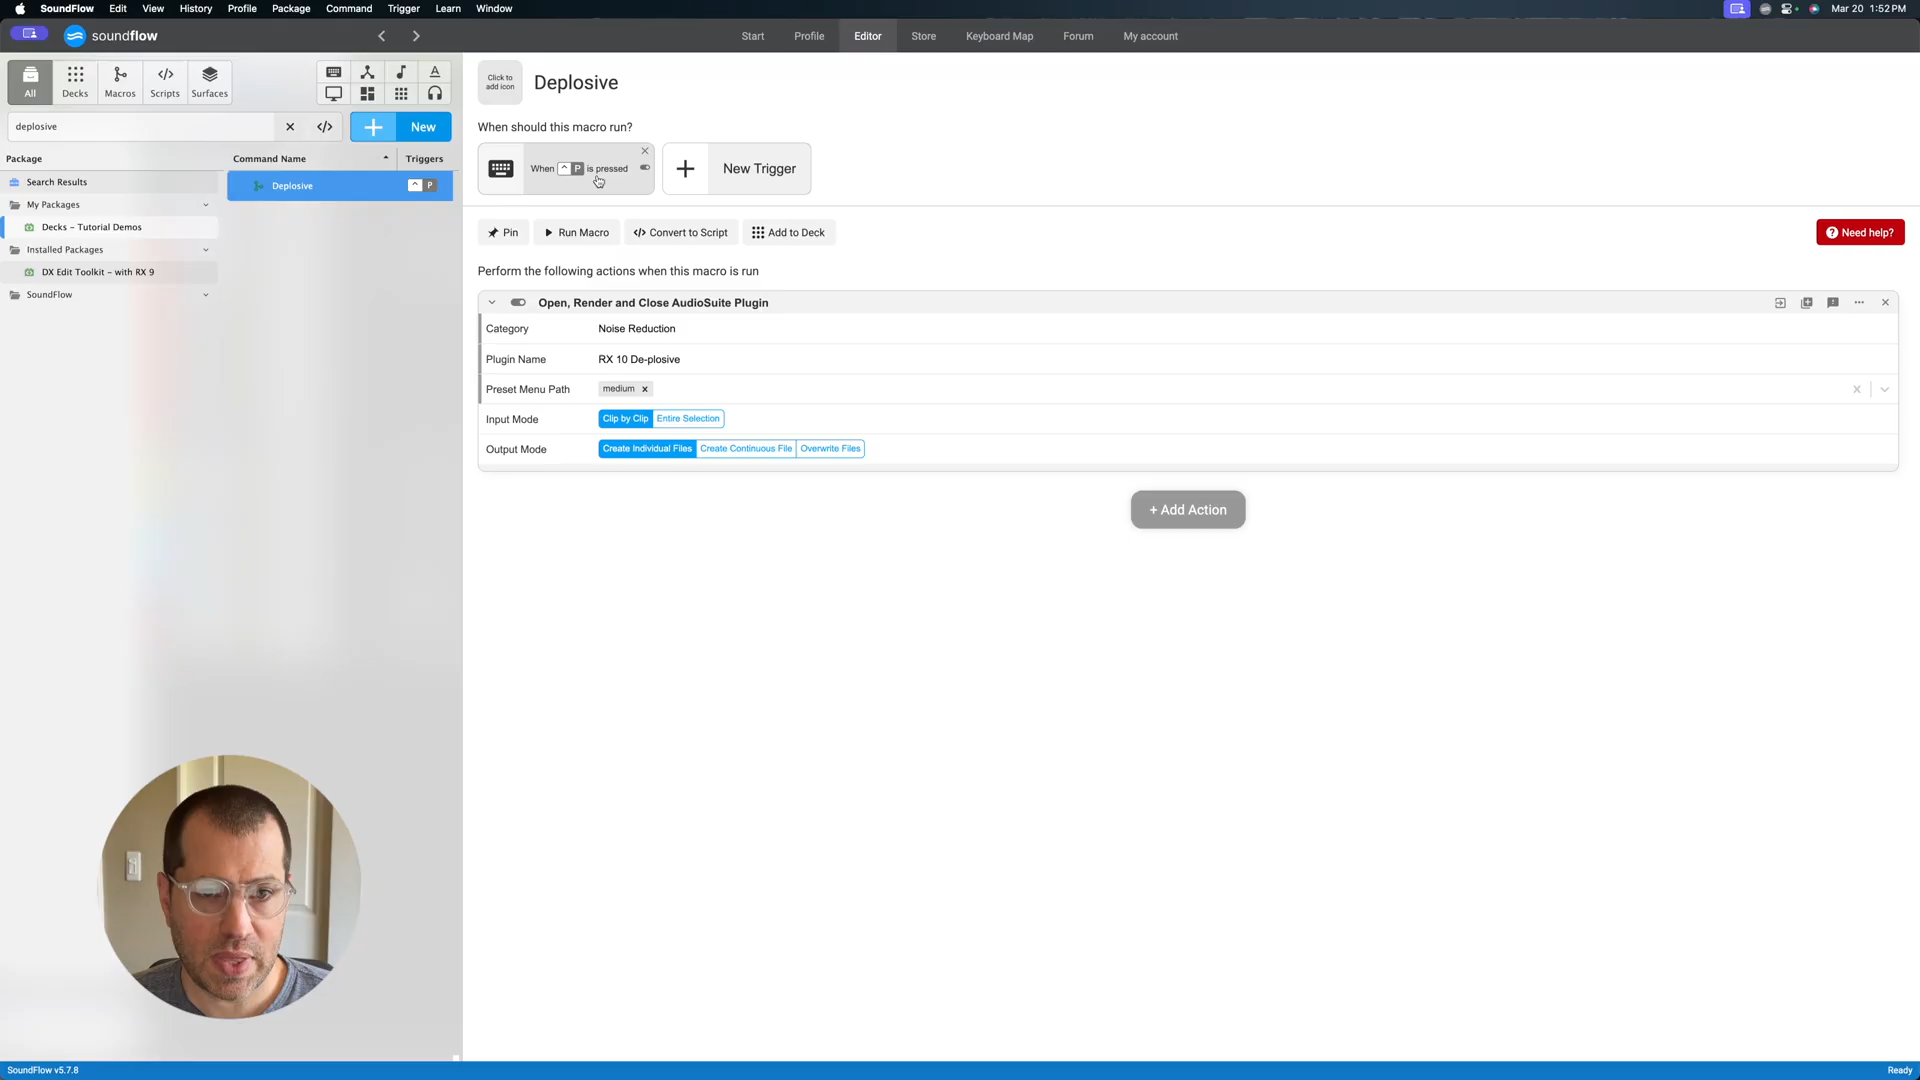 SoundFlow Edit View History Profile Package Command Trigger Learn Window Mar 20 1:52 PM
soundflow
Start Profile Editor Store Keyboard Map Forum My account
All Decks Macros Scripts Surfaces
deplosive
New
Package Command Name Triggers
Search Results
My Packages
Decks – Tutorial Demos
Installed Packages
DX Edit Toolkit – with RX 9
SoundFlow
Deplosive ^ P
Click to
add icon
Deplosive
When should this macro run?
When ^ P is pressed
New Trigger
Pin Run Macro Convert to Script Add to Deck Need help?
Perform the following actions when this macro is run
Open, Render and Close AudioSuite Plugin
Category Noise Reduction
Plugin Name RX 10 De-plosive
Preset Menu Path medium
Input Mode Clip by Clip Entire Selection
Output Mode Create Individual Files Create Continuous File Overwrite Files
+ Add Action
SoundFlow v5.7.8
Ready